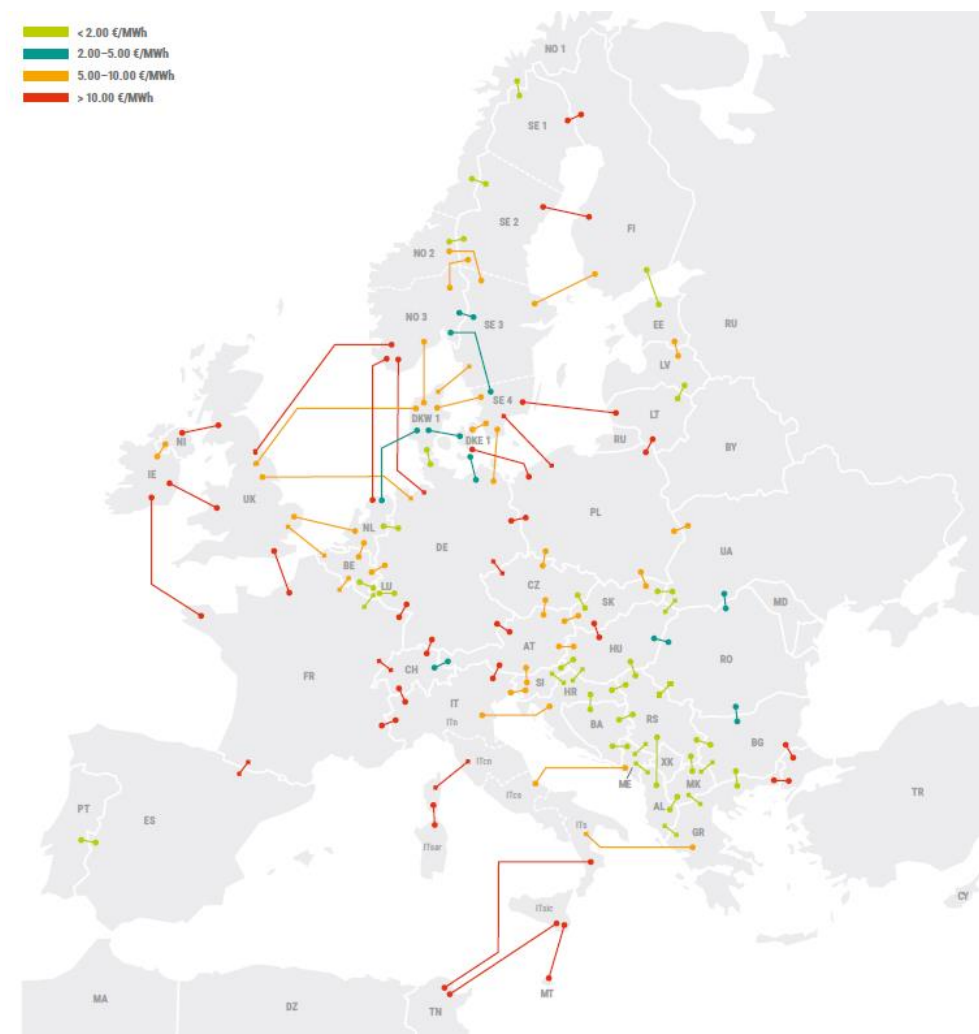 < 2.00 €/MWh
2.00–5.00 €/MWh
5.00–10.00 €/MWh
> 10.00 €/MWh
NO 1
SE 1
SE 2
FI
NO 2
NO 3
SE 3
EE
RU
LV
SE 4
DKW 1
LT
NI
DKE 1
RU
BY
IE
UK
PL
NL
DE
UA
BE
LU
CZ
SK
MD
AT
HU
FR
CH
RO
SI
HR
IT
ITn
BA
RS
BG
ITcn
XK
ME
MK
TR
ITcs
PT
ES
AL
ITs
GR
ITsar
CY
ITsic
MT
MA
DZ
TN